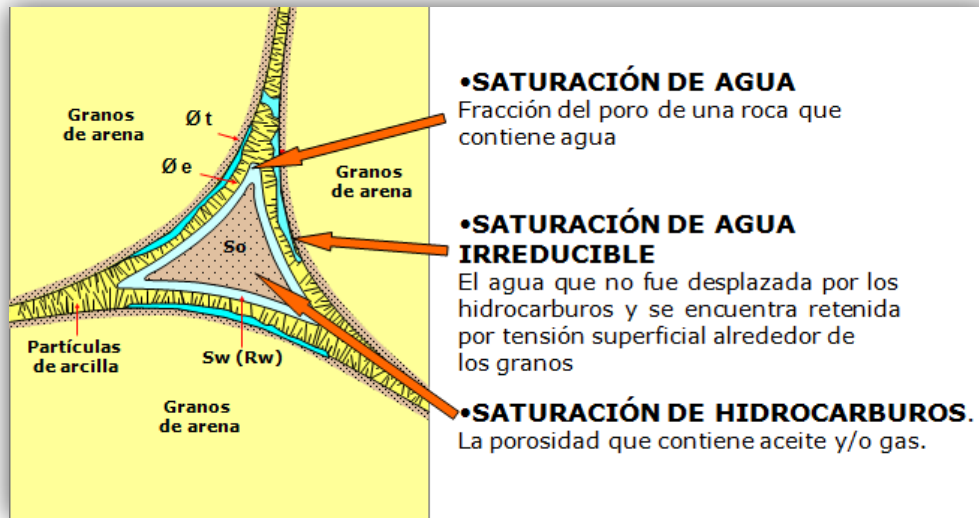 Granos
de arena
Ø t
Ø e
Granos
de arena
So
Partículas
de arcilla
Sw (Rw)
Granos
de arena
•SATURACIÓN DE AGUA
Fracción del poro de una roca que
contiene agua
•SATURACIÓN DE AGUA
IRREDUCIBLE
El agua que no fue desplazada por los
hidrocarburos y se encuentra retenida
por tensión superficial alrededor de
los granos
•SATURACIÓN DE HIDROCARBUROS.
La porosidad que contiene aceite y/o gas.